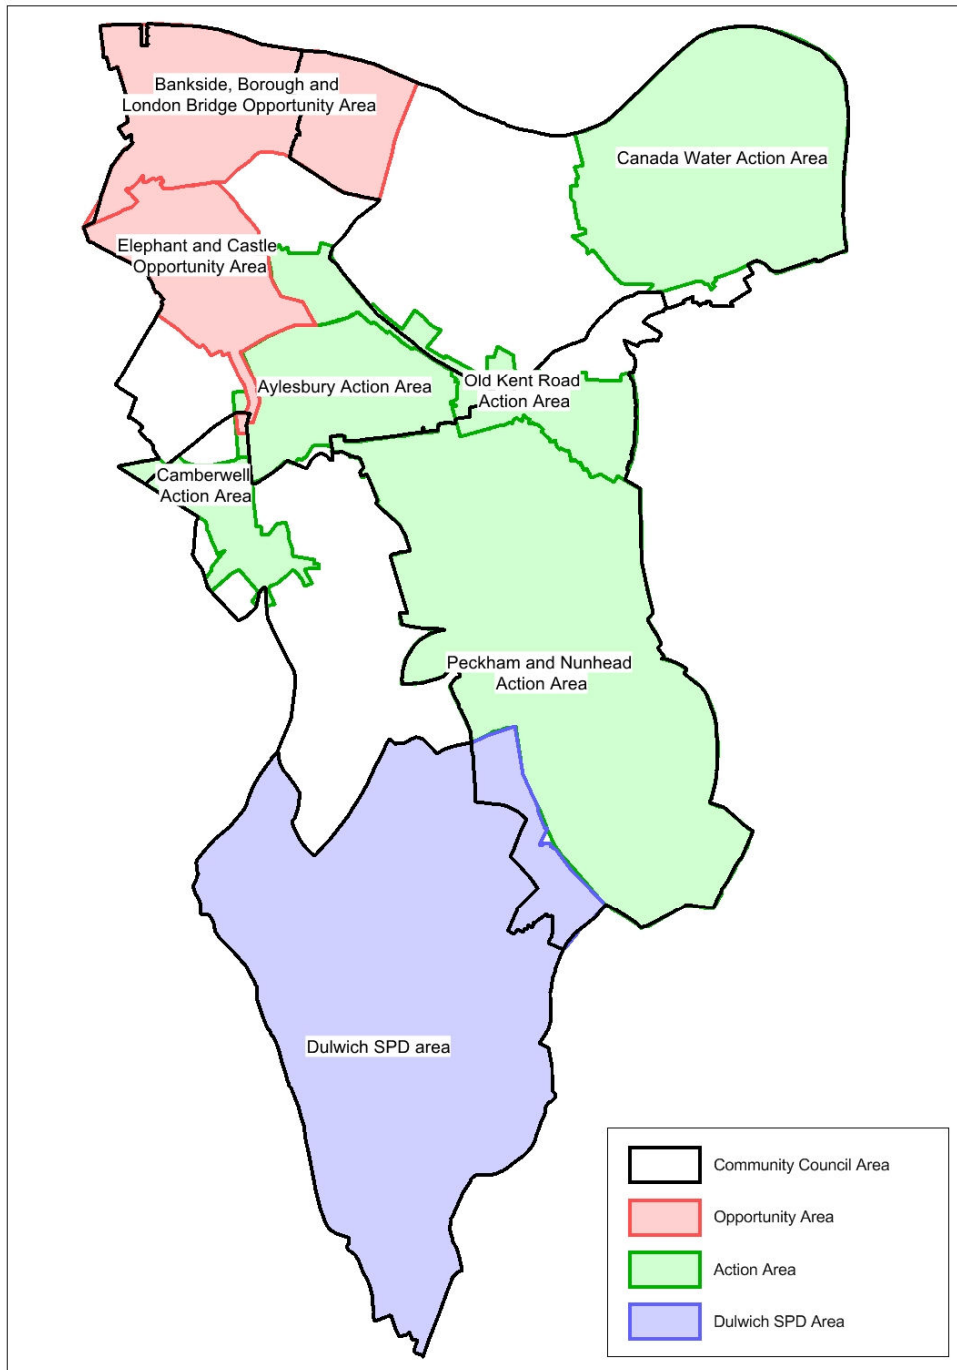 Bankside, Borough and
London Bridge Opportunity Area
Canada Water Action Area
Elephant and Castle
Opportunity Area
Aylesbury Action Area
Old Kent Road
Action Area
Camberwell
Action Area
Peckham and Nunhead
Action Area
Dulwich SPD area
Community Council Area
Opportunity Area
Action Area
Dulwich SPD Area